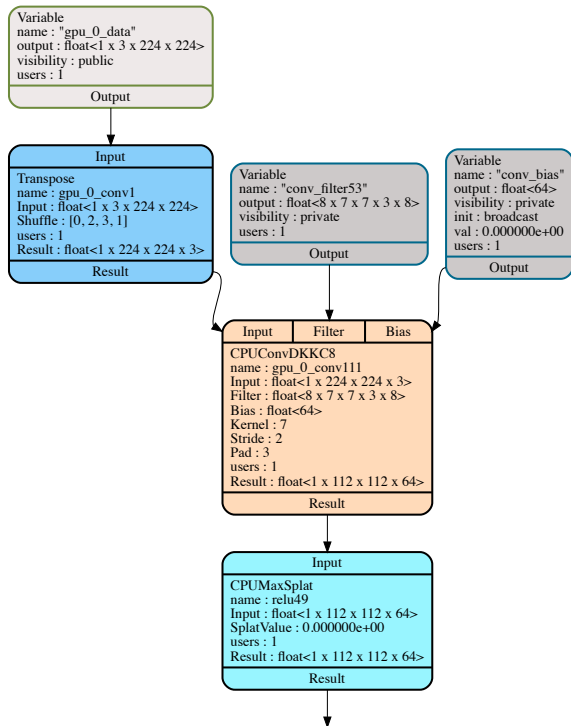 Variable
name : "gpu_0_data"
output : float<1 x 3 x 224 x 224>
visibility : public
users : 1
Output
Input
Transpose
name : gpu_0_conv1
Input : float<1 x 3 x 224 x 224>
Shuffle : [0, 2, 3, 1]
users : 1
Result : float<1 x 224 x 224 x 3>
Result
Variable
name : "conv_filter53"
output : float<8 x 7 x 7 x 3 x 8>
visibility : private
users : 1
Output
Variable
name : "conv_bias"
output : float<64>
visibility : private
init : broadcast
val : 0.000000e+00
users : 1
Output
Input Filter Bias
CPUConvDKKC8
name : gpu_0_conv111
Input : float<1 x 224 x 224 x 3>
Filter : float<8 x 7 x 7 x 3 x 8>
Bias : float<64>
Kernel : 7
Stride : 2
Pad : 3
users : 1
Result : float<1 x 112 x 112 x 64>
Result
Input
CPUMaxSplat
name : relu49
Input : float<1 x 112 x 112 x 64>
SplatValue : 0.000000e+00
users : 1
Result : float<1 x 112 x 112 x 64>
Result